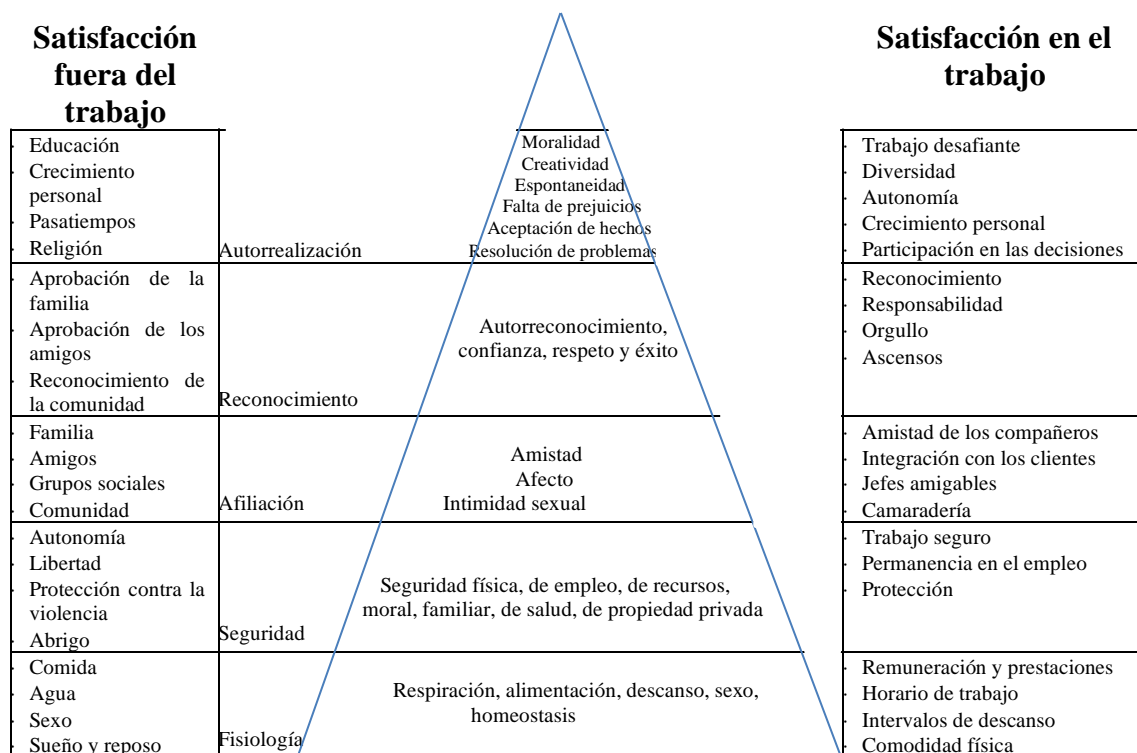 Satisfacción
fuera del
trabajo
Satisfacción en el
trabajo
· Educación
· Crecimiento
personal
· Pasatiempos
· Religión
Autorrealización
Moralidad
Creatividad
Espontaneidad
Falta de prejuicios
Aceptación de hechos
Resolución de problemas
· Trabajo desafiante
· Diversidad
· Autonomía
· Crecimiento personal
· Participación en las decisiones
· Aprobación de la
familia
· Aprobación de los
amigos
· Reconocimiento de
la comunidad
Reconocimiento
Autorreconocimiento,
confianza, respeto y éxito
· Reconocimiento
· Responsabilidad
· Orgullo
· Ascensos
· Familia
· Amigos
· Grupos sociales
· Comunidad
Afiliación
Amistad
Afecto
Intimidad sexual
· Amistad de los compañeros
· Integración con los clientes
· Jefes amigables
· Camaradería
· Autonomía
· Libertad
· Protección contra la
violencia
· Abrigo
Seguridad
Seguridad física, de empleo, de recursos,
moral, familiar, de salud, de propiedad privada
· Trabajo seguro
· Permanencia en el empleo
· Protección
· Comida
· Agua
· Sexo
· Sueño y reposo
Fisiología
Respiración, alimentación, descanso, sexo,
homeostasis
· Remuneración y prestaciones
· Horario de trabajo
· Intervalos de descanso
· Comodidad física